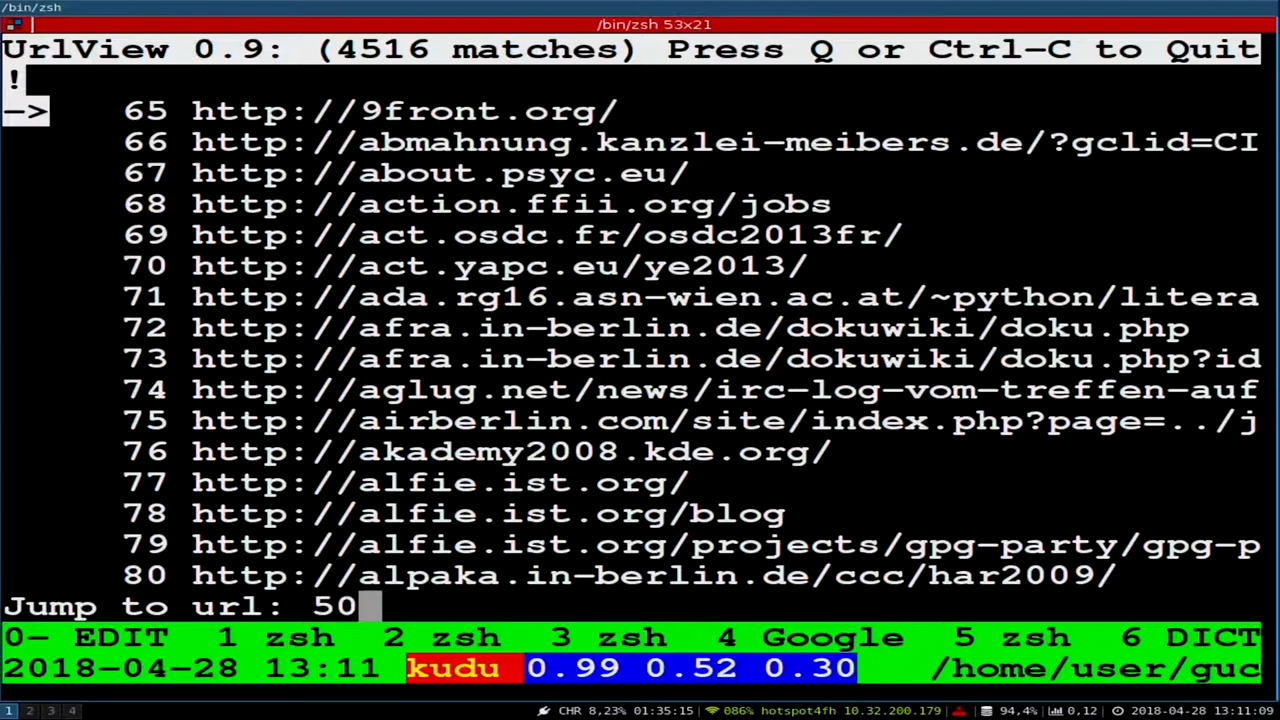 /bin/zsh
/bin/zsh 53x21
UrlView 0.9: (4516 matches) Press Q or Ctrl-C to Quit
!
-> 65 http://9front.org/
66 http://abmahnung.kanzlei-meibers.de/?gclid=CI
67 http://about.psyc.eu/
68 http://action.ffii.org/jobs
69 http://act.osdc.fr/osdc2013fr/
70 http://act.yapc.eu/ye2013/
71 http://ada.rg16.asn-wien.ac.at/~python/litera
72 http://afra.in-berlin.de/dokuwiki/doku.php
73 http://afra.in-berlin.de/dokuwiki/doku.php?id
74 http://aglug.net/news/irc-log-vom-treffen-auf
75 http://airberlin.com/site/index.php?page=../j
76 http://akademy2008.kde.org/
77 http://alfie.ist.org/
78 http://alfie.ist.org/blog
79 http://alfie.ist.org/projects/gpg-party/gpg-p
80 http://alpaka.in-berlin.de/ccc/har2009/
Jump to url: 50
0- EDIT 1 zsh 2 zsh 3 zsh 4 Google 5 zsh 6 DICT
2018-04-28 13:11 kudu 0.99 0.52 0.30 /home/user/guc
1 2 3 4 CHR 8,23% 01:35:15 086% hotspot4fh 10.32.200.179 94,4% 0,12 2018-04-28 13:11:09